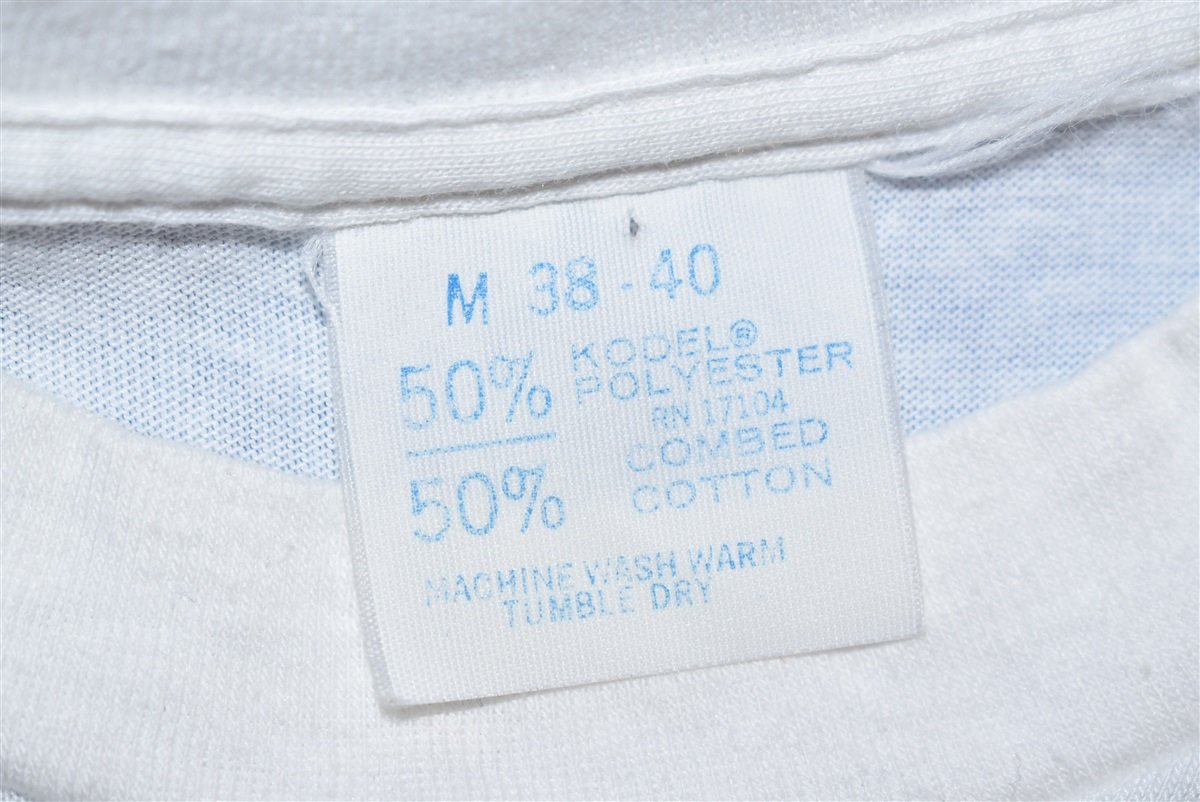 M 38 - 40
50% KODEL® POLYESTER
RN 17104
50% COMBED COTTON
MACHINE WASH WARM
TUMBLE DRY